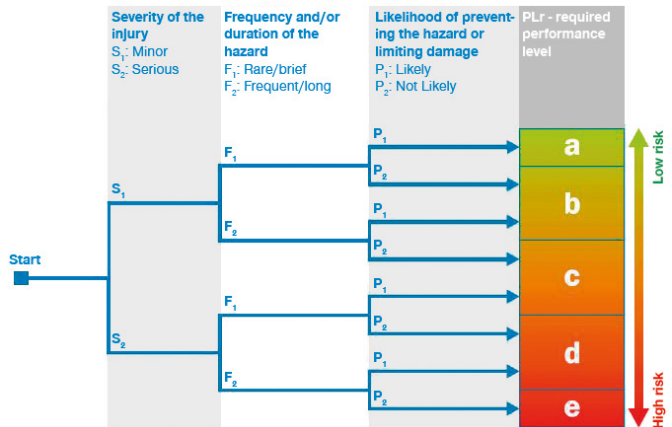 Severity of the
injury
S₁: Minor
S₂: Serious
Frequency and/or
duration of the
hazard
F₁: Rare/brief
F₂: Frequent/long
Likelihood of prevent-
ing the hazard or
limiting damage
P₁: Likely
P₂: Not Likely
PLr - required
performance
level
Start
S₁
S₂
F₁
F₂
F₁
F₂
P₁
P₂
P₁
P₂
P₁
P₂
P₁
P₂
a
b
c
d
e
Low risk
High risk